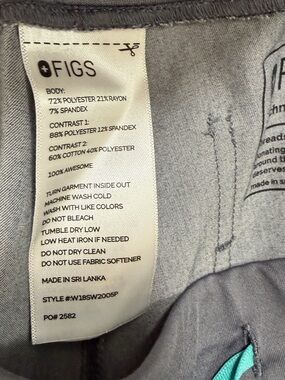 FIGS
BODY:
72% POLYESTER 21% RAYON
7% SPANDEX
CONTRAST 1:
88% POLYESTER 12% SPANDEX
CONTRAST 2:
60% COTTON 40% POLYESTER
100% AWESOME
TURN GARMENT INSIDE OUT
MACHINE WASH COLD
WASH WITH LIKE COLORS
DO NOT BLEACH
TUMBLE DRY LOW
LOW HEAT IRON IF NEEDED
DO NOT DRY CLEAN
DO NOT USE FABRIC SOFTENER
MADE IN SRI LANKA
STYLE #:W18SW2005P
PO# 2582
made in